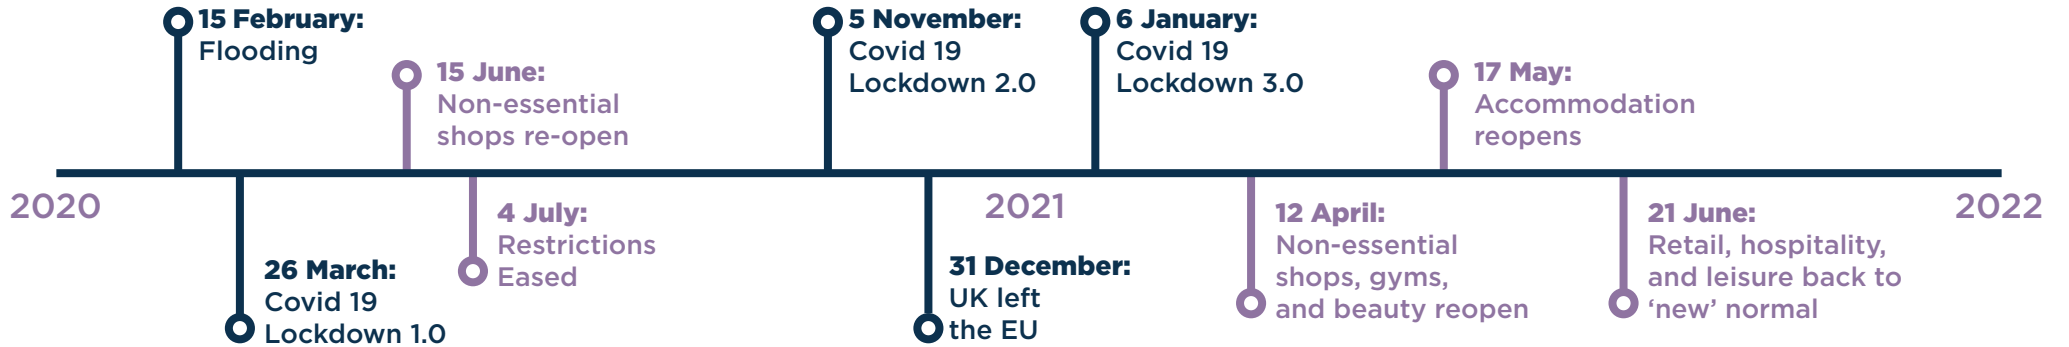 15 February:
Flooding
15 June:
Non-essential
shops re-open
5 November:
Covid 19
Lockdown 2.0
6 January:
Covid 19
Lockdown 3.0
17 May:
Accommodation
reopens
2020
2021
2022
26 March:
Covid 19
Lockdown 1.0
4 July:
Restrictions
Eased
31 December:
UK left
the EU
12 April:
Non-essential
shops, gyms,
and beauty reopen
21 June:
Retail, hospitality,
and leisure back to
‘new’ normal